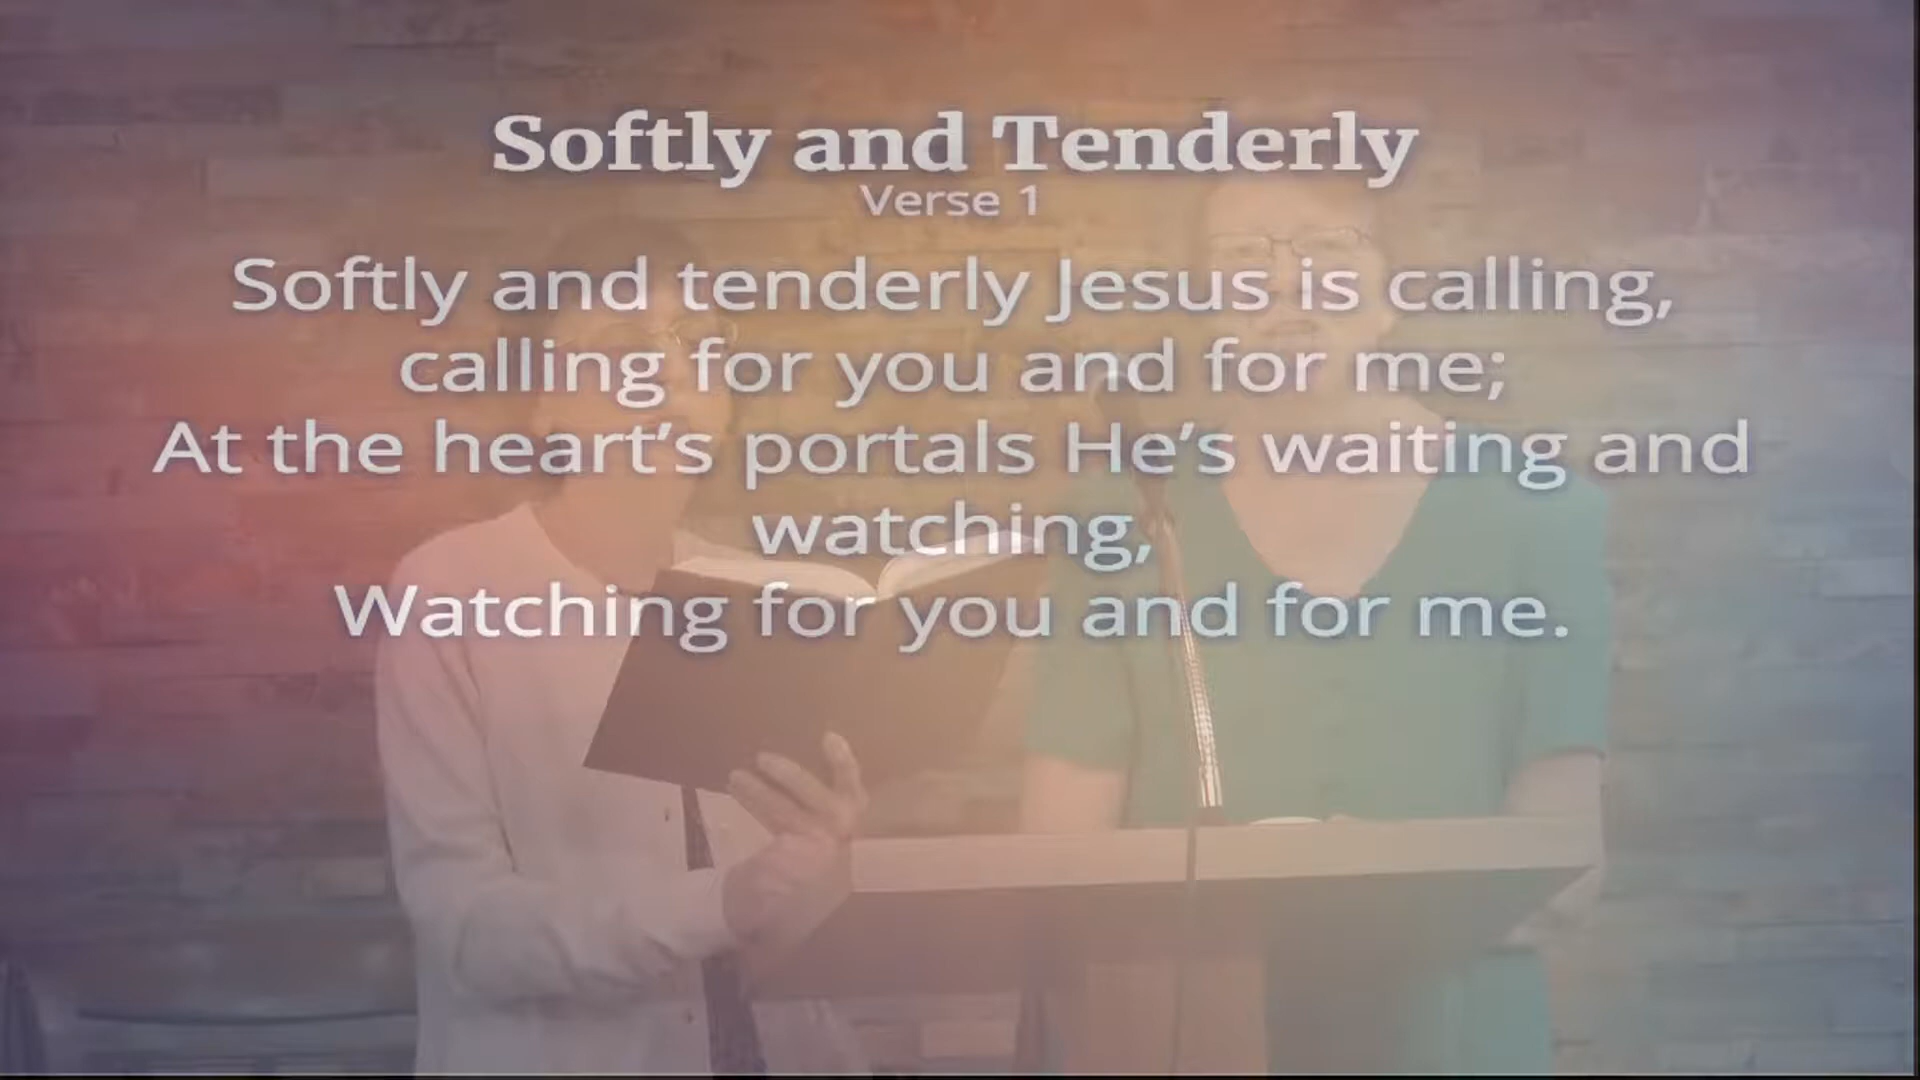 Softly and Tenderly
Verse 1
Softly and tenderly Jesus is calling,
calling for you and for me;
At the heart’s portals He’s waiting and
watching,
Watching for you and for me.